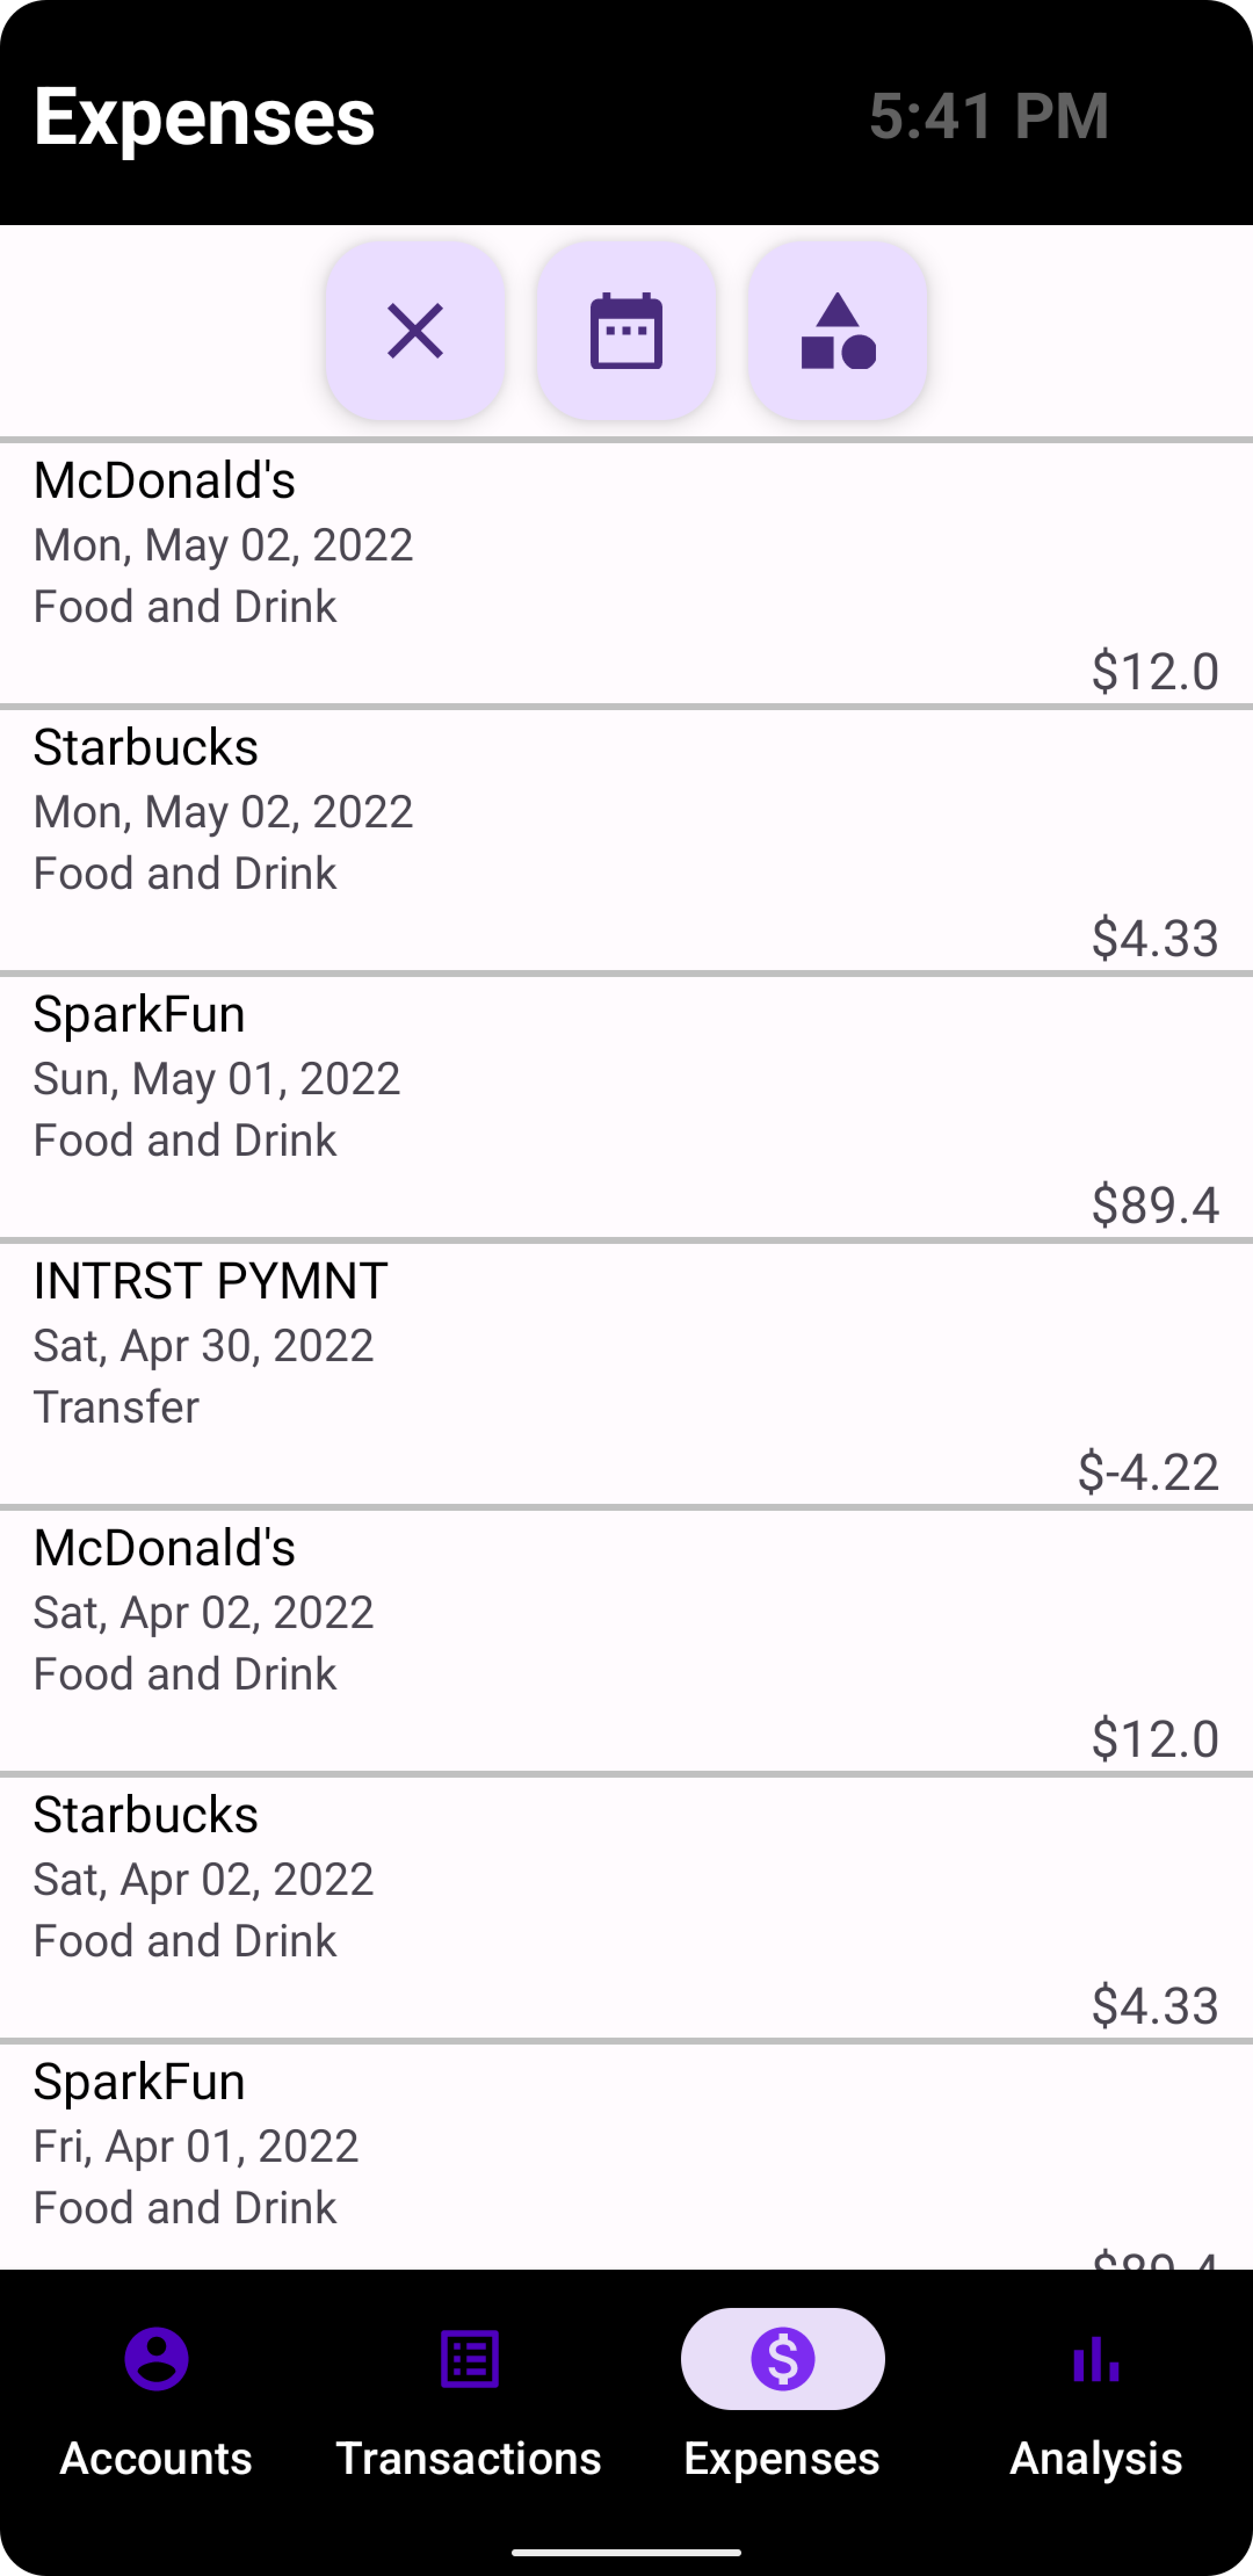 Expenses
5:41 PM
McDonald's
Mon, May 02, 2022
Food and Drink
$12.0
Starbucks
Mon, May 02, 2022
Food and Drink
$4.33
SparkFun
Sun, May 01, 2022
Food and Drink
$89.4
INTRST PYMNT
Sat, Apr 30, 2022
Transfer
$-4.22
McDonald's
Sat, Apr 02, 2022
Food and Drink
$12.0
Starbucks
Sat, Apr 02, 2022
Food and Drink
$4.33
SparkFun
Fri, Apr 01, 2022
Food and Drink
$89.4
Accounts
Transactions
Expenses
Analysis